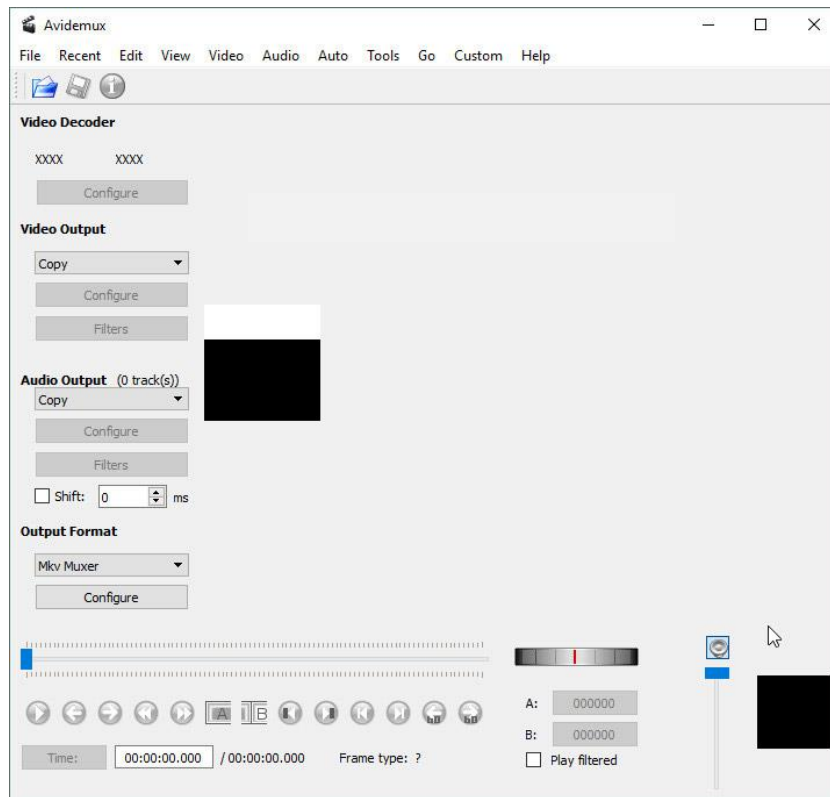 Avidemux
File Recent Edit View Video Audio Auto Tools Go Custom Help
Video Decoder
XXXX XXXX
Configure
Video Output
Copy
Configure
Filters
Audio Output (0 track(s))
Copy
Configure
Filters
Shift: 0 ms
Output Format
Mkv Muxer
Configure
A B 60 60
A: 000000
B: 000000
Time: 00:00:00.000 / 00:00:00.000 Frame type: ? Play filtered